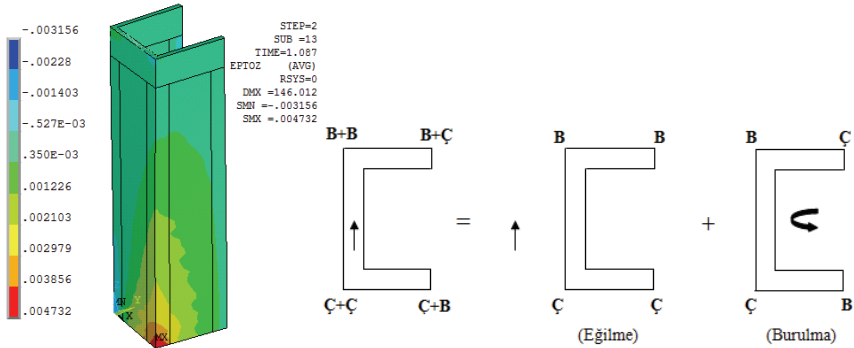 -.003156
-.00228
-.001403
-.527E-03
.350E-03
.001226
.002103
.002979
.003856
.004732
STEP=2
SUB =13
TIME=1.087
EPTOZ (AVG)
RSYS=0
DMX =146.012
SMN =-.003156
SMX =.004732
Y
X
MX
B+B B+Ç
Ç+Ç Ç+B
=
B B
Ç Ç
(Eğilme)
+
B Ç
Ç B
(Burulma)